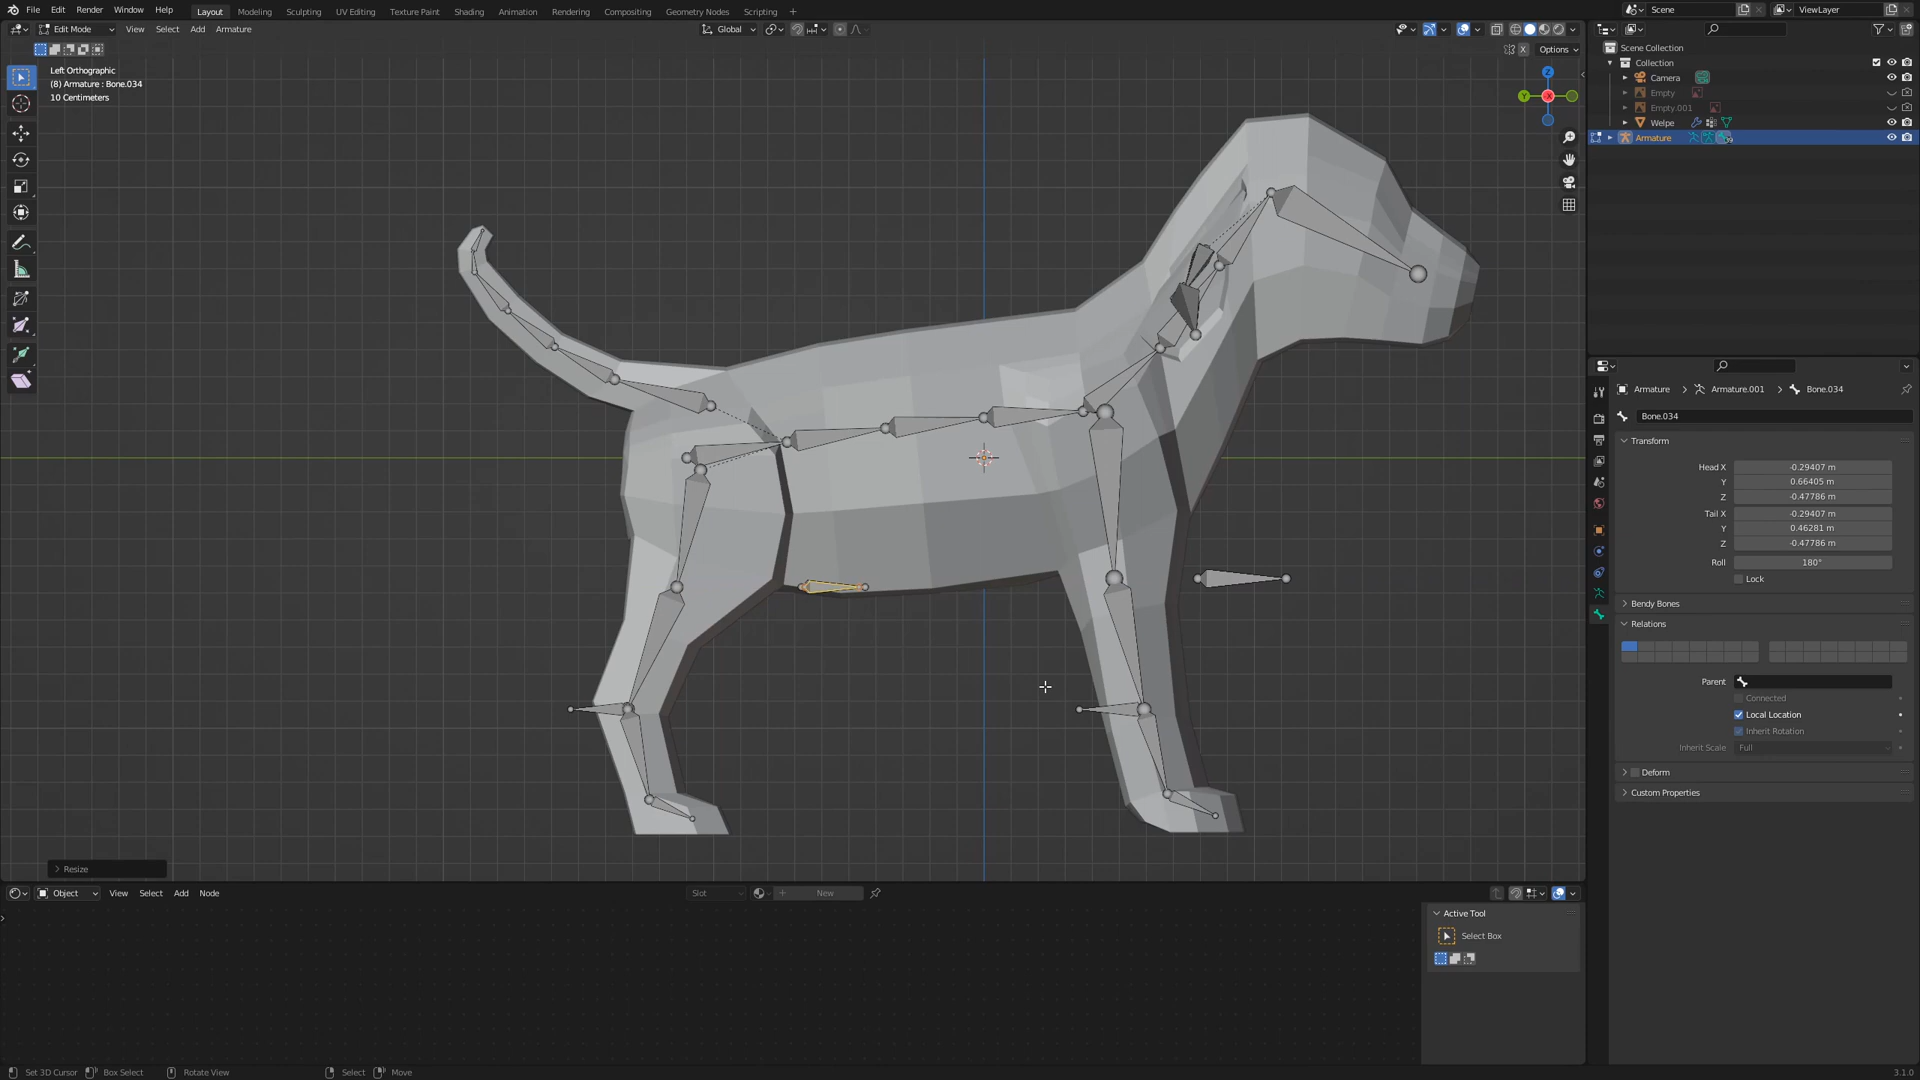 File Edit Render Window Help Layout Modeling Sculpting UV Editing Texture Paint Shading Animation Rendering Compositing Geometry Nodes Scripting Scene ViewLayer
Edit Mode View Select Add Armature Global
Options X
Left Orthographic
(8) Armature : Bone.034
10 Centimeters
Z
Y
Resize
Scene Collection
Collection
Camera
Empty
Empty.001
Welpe
Armature
Armature Armature.001 Bone.034
Bone.034
Transform
Head X -0.29407 m
Y 0.66405 m
Z -0.47786 m
Tail X -0.29407 m
Y 0.46281 m
Z -0.47786 m
Roll 180°
Lock
Bendy Bones
Relations
Parent
Connected
Local Location
Inherit Rotation
Inherit Scale Full
Deform
Custom Properties
Object View Select Add Node Slot New
Active Tool
Select Box
Set 3D Cursor Box Select Rotate View Select Move 3.1.0